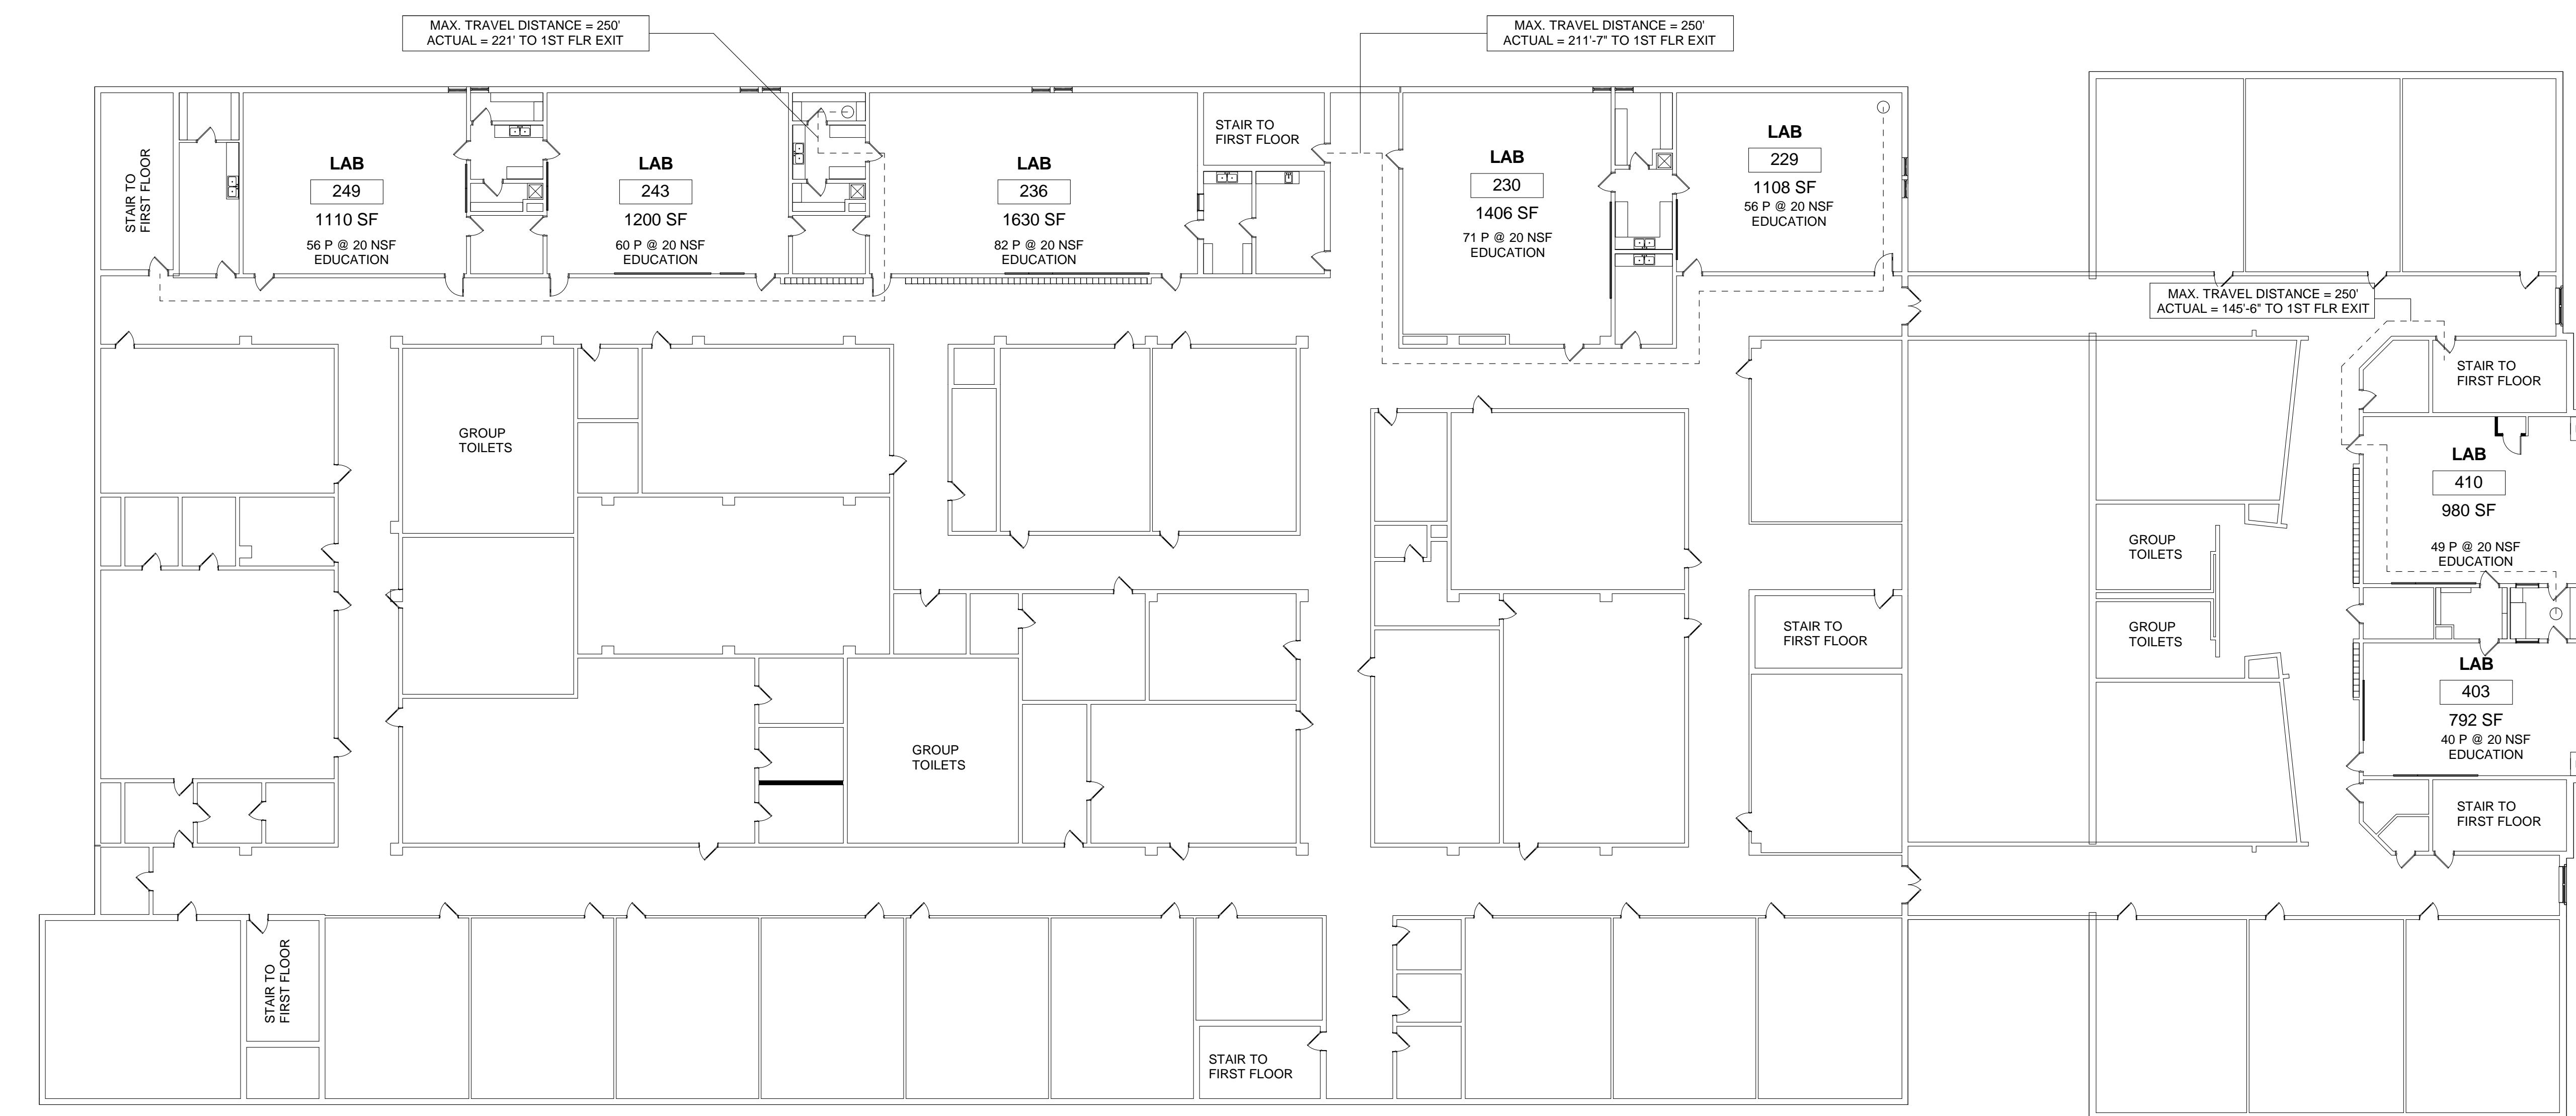 MAX. TRAVEL DISTANCE = 250'
ACTUAL = 221' TO 1ST FLR EXIT
MAX. TRAVEL DISTANCE = 250'
ACTUAL = 211'-7" TO 1ST FLR EXIT
STAIR TO
FIRST FLOOR
LAB
249
1110 SF
56 P @ 20 NSF
EDUCATION
LAB
243
1200 SF
60 P @ 20 NSF
EDUCATION
LAB
236
1630 SF
82 P @ 20 NSF
EDUCATION
STAIR TO
FIRST FLOOR
LAB
230
1406 SF
71 P @ 20 NSF
EDUCATION
LAB
229
1108 SF
56 P @ 20 NSF
EDUCATION
MAX. TRAVEL DISTANCE = 250'
ACTUAL = 145'-6" TO 1ST FLR EXIT
STAIR TO
FIRST FLOOR
GROUP
TOILETS
LAB
410
980 SF
49 P @ 20 NSF
EDUCATION
GROUP
TOILETS
STAIR TO
FIRST FLOOR
GROUP
TOILETS
LAB
403
792 SF
40 P @ 20 NSF
EDUCATION
GROUP
TOILETS
STAIR TO
FIRST FLOOR
STAIR TO
FIRST FLOOR
STAIR TO
FIRST FLOOR